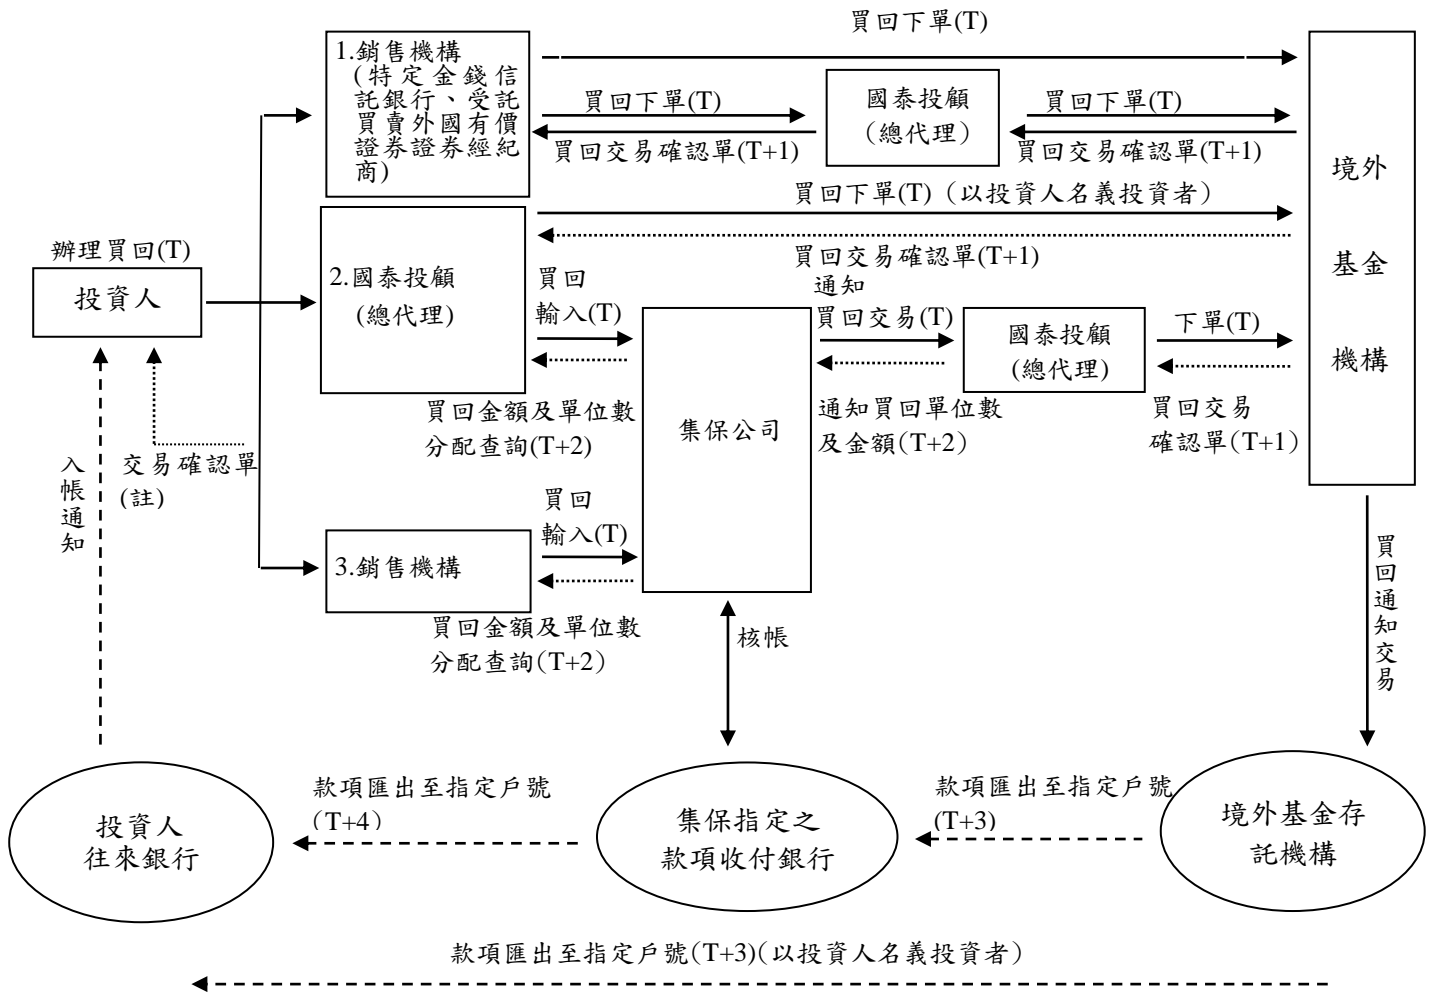 買回下單(T)
1.銷售機構
(特定金錢信
託銀行、受託
買賣外國有價
證券證券經紀
商)
買回下單(T)
買回交易確認單(T+1)
國泰投顧
(總代理)
買回下單(T)
買回交易確認單(T+1)
境外
基金
機構
買回下單(T)（以投資人名義投資者）
買回交易確認單(T+1)
辦理買回(T)
投資人
2.國泰投顧
(總代理)
買回
輸入(T)
買回金額及單位數
分配查詢(T+2)
集保公司
通知
買回交易(T)
通知買回單位數
及金額(T+2）
國泰投顧
(總代理)
下單(T)
買回交易
確認單(T+1)
入帳通知
交易確認單
(註)
3.銷售機構
買回
輸入(T)
買回金額及單位數
分配查詢(T+2）
核帳
買回通知交易
投資人
往來銀行
款項匯出至指定戶號
（T+4）
集保指定之
款項收付銀行
款項匯出至指定戶號
(T+3)
境外基金存
託機構
款項匯出至指定戶號(T+3)(以投資人名義投資者）